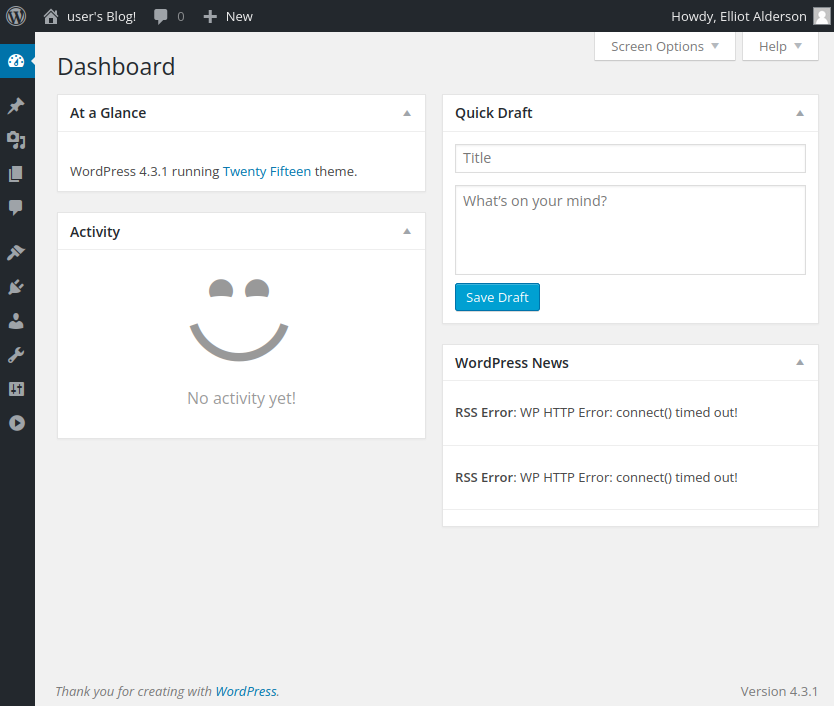 user's Blog! 0 New Howdy, Elliot Alderson
Screen Options Help
Dashboard
At a Glance
WordPress 4.3.1 running Twenty Fifteen theme.
Activity
No activity yet!
Quick Draft
Title
What's on your mind?
Save Draft
WordPress News
RSS Error: WP HTTP Error: connect() timed out!
RSS Error: WP HTTP Error: connect() timed out!
Thank you for creating with WordPress. Version 4.3.1